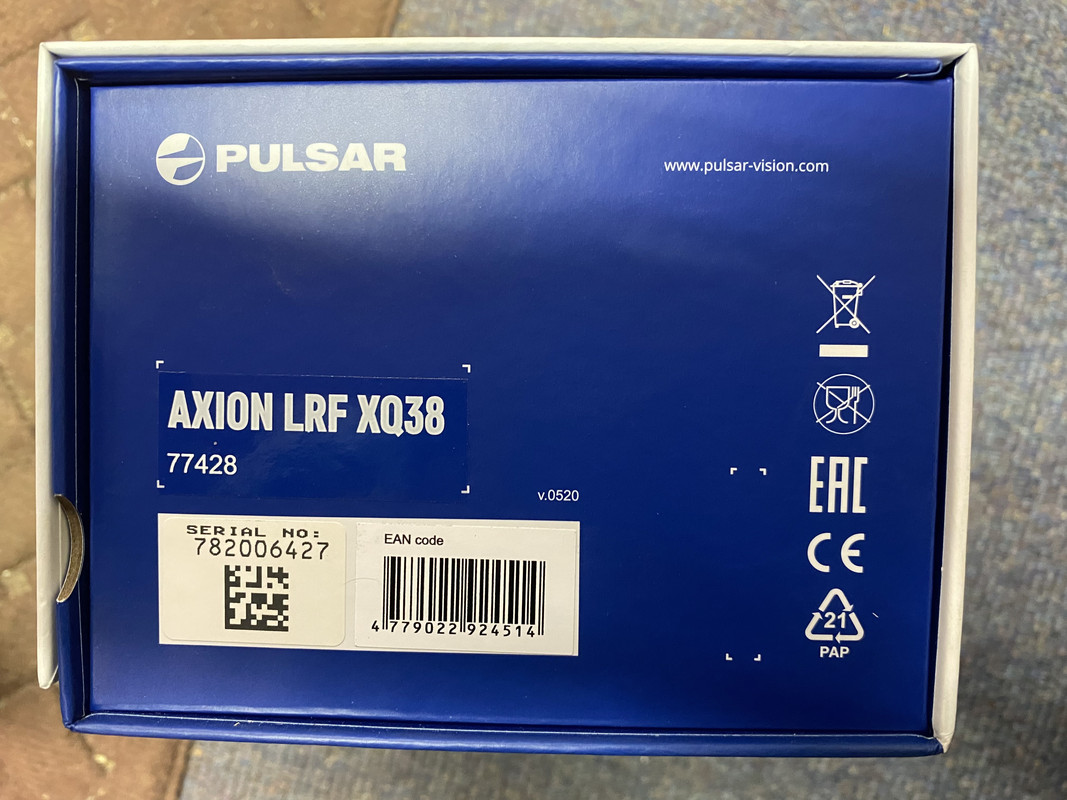 PULSAR
www.pulsar-vision.com
AXION LRF XQ38
77428
v.0520
SERIAL NO:
782006427
EAN code
4 779022 924514
EAC
CE
21
PAP